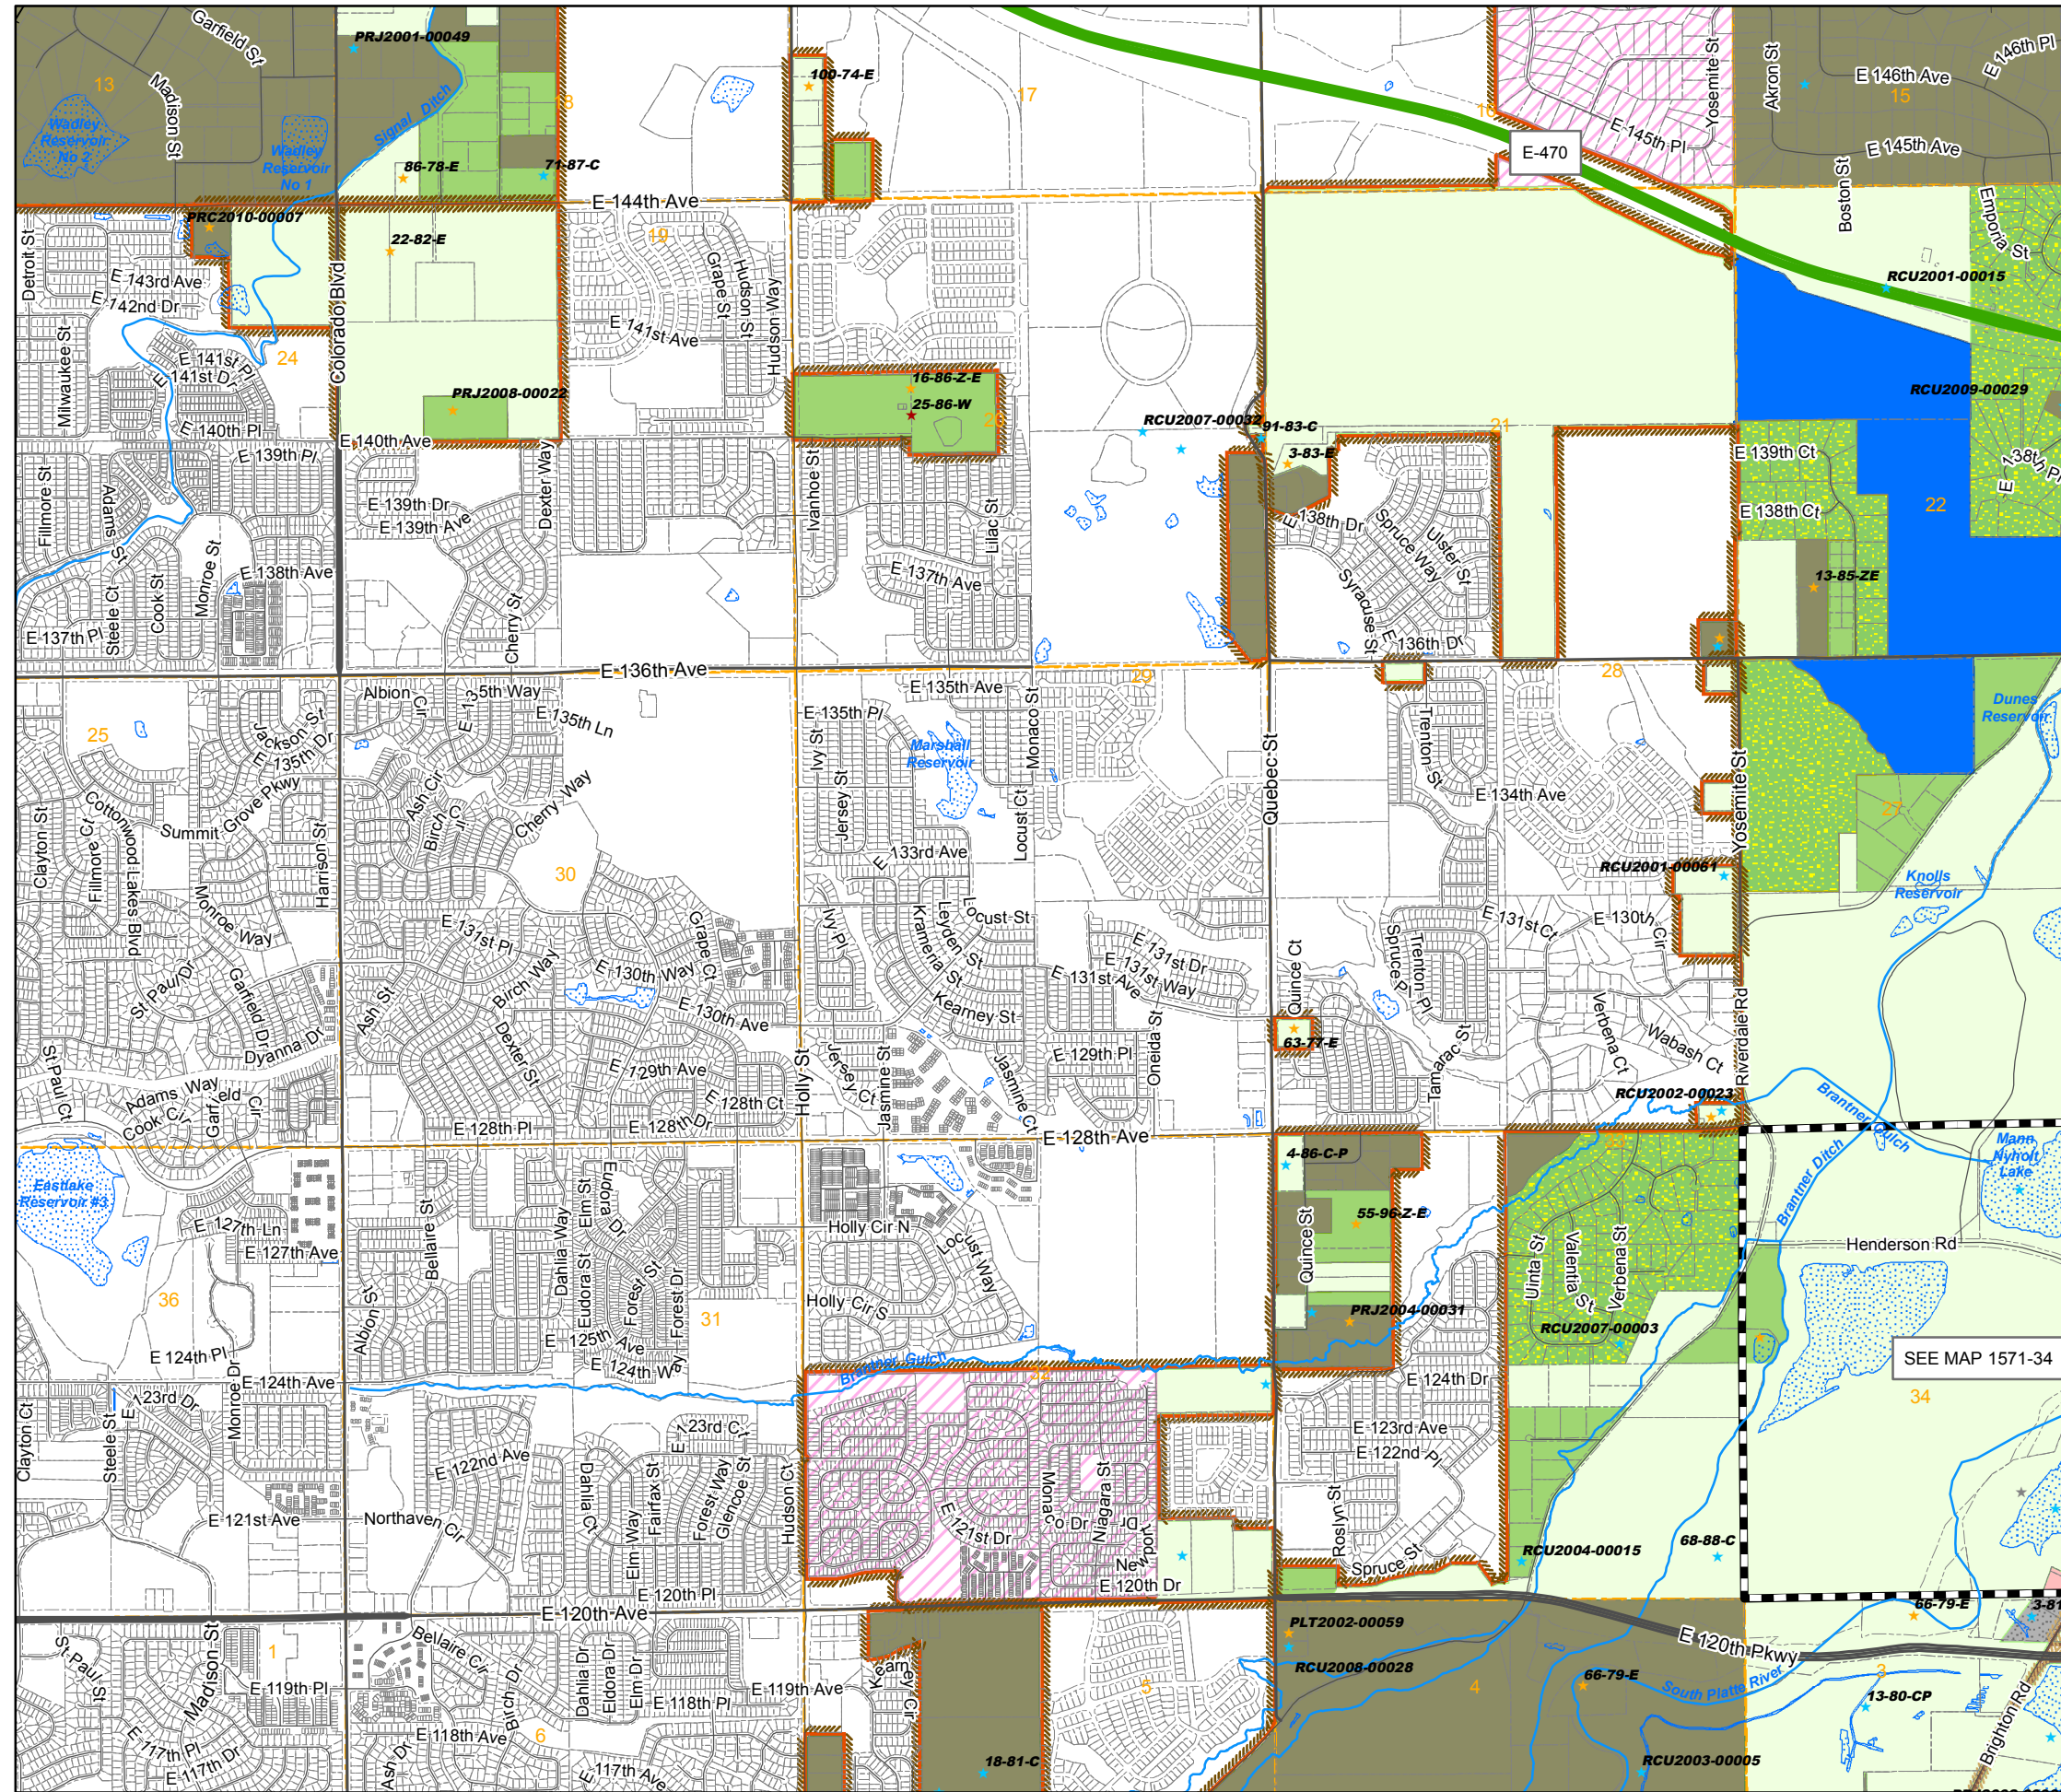 Garfield St
PRJ2001-00049
Yosemite St
Akron St
E 146th Pl
E 146th Ave
100-74-E
13
Madison St
18
17
16
15
Wadley
Reservoir
No 2
Signal Ditch
Wadley
Reservoir
No 1
E 145th Pl
E-470
E 145th Ave
86-78-E
71-87-C
Boston St
E 144th Ave
Emporia St
PRC2010-00007
22-82-E
19
Detroit St
E 143rd Ave
E 142nd Dr
Colorado Blvd
Grape St
Hudson St
Hudson Way
RCU2001-00015
Milwaukee St
E 141st Pl
E 141st Dr
24
E 141st Ave
PRJ2008-00022
16-86-Z-E
25-86-W
20
RCU2009-00029
RCU2007-00032
91-83-C
21
E 140th Pl
E 140th Ave
E 139th Pl
3-83-E
E 139th Ct
E 138th Pl
Fillmore St
Adams St
E 139th Dr
E 139th Ave
Dexter Way
Ivanhoe St
Lilac St
E 138th Dr
Spruce Way
Ulster St
E 138th Ct
22
Steele Ct
Cook St
Monroe St
E 138th Ave
Cherry St
E 137th Ave
Syracuse St
13-85-ZE
E 137th Pl
E 136th Dr
E 136th Ave
29
28
Albion Cir
E 135th Way
E 135th Ln
E 135th Ave
E 135th Pl
Monaco St
Dunes
Reservoir
25
Jackson St
E 135th Dr
Ivy St
Marshall
Reservoir
Quebec St
Trenton St
Yosemite St
Clayton St
Fillmore Ct
Cottonwood Lakes Blvd
Summit Grove Pkwy
Harrison St
Ash Cir
Birch Cir
Cherry Way
Jersey St
Locust Ct
E 134th Ave
27
E 133rd Ave
30
RCU2001-00061
Knolls
Reservoir
Monroe Way
E 131st Pl
Grape Ct
Ivy Pl
Krameria St
Leyden St
Locust St
E 131st Dr
E 131st Way
E 131st Ave
Quince Ct
Spruce Pl
Trenton Pl
E 131st Ct
E 130th Cir
St Paul Dr
Garfield Dr
Ash St
Birch Way
E 130th Way
E 130th Ave
Kearney St
Riverdale Rd
Dyanna Dr
Dexter St
E 129th Ave
Holly St
Jersey Ct
Jasmine St
Jasmine Ct
E 129th Pl
Oneida St
63-77-E
Tamarac St
Verbena Ct
Wabash Ct
St Paul Ct
Adams Way
Cook Cir
Garfield Cir
E 128th Ct
E 128th Pl
E 128th Dr
E 128th Ave
RCU2002-00023
Brantner Gulch
Brantner Ditch
Mann
Nyholt
Lake
Eastlake
Reservoir #3
4-86-C-P
E 127th Ln
E 127th Ave
Bellaire St
Dahlia Way
Elm St
Eudora Dr
Eudora St
Forest St
Forest Dr
Holly Cir N
Locust Way
55-96-Z-E
Quince St
Uinta St
Valentia St
Verbena St
Henderson Rd
36
Albion St
31
Holly Cir S
PRJ2004-00031
RCU2007-00003
E 125th Ave
E 124th Way
E 124th Pl
E 124th Ave
Brantner Gulch
32
E 124th Dr
SEE MAP 1571-34
34
Clayton Ct
Steele St
E 123rd Dr
Monroe Dr
E 123rd Ct
E 123rd Ave
E 122nd Pl
E 122nd Ave
Dahlia Ct
Elm Way
Fairfax St
Forest Way
Glencoe St
Hudson Ct
Monaco Dr
Niagara St
E 121st Dr
Newport Dr
Roslyn St
Spruce St
E 121st Ave
Northaven Cir
RCU2004-00015
68-88-C
E 120th Pl
E 120th Dr
E 120th Ave
66-79-E
3-81
PLT2002-00059
E 120th Pkwy
St Paul St
Madison St
1
Bellaire Cir
Birch Dr
Dahlia Dr
Eldora Dr
Elm Dr
E 119th Pl
E 119th Ave
E 118th Pl
Kearney Cir
RCU2008-00028
66-79-E
South Platte River
5
4
3
13-80-CP
Brighton Rd
E 118th Ave
6
E 117th Pl
E 117th Dr
Ash Dr
E 117th Ave
18-81-C
RCU2003-00005